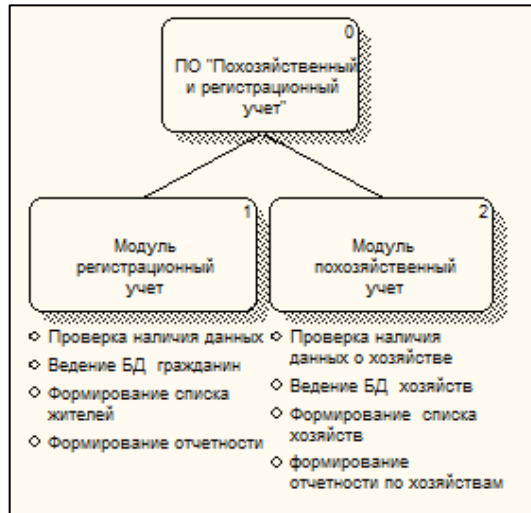 0
ПО "Похозяйственный
и регистрационный
учет"
1
Модуль
регистрационный
учет
Проверка наличия данных
Ведение БД гражданин
Формирование списка
жителей
Формирование отчетности
2
Модуль
похозяйственный
учет
Проверка наличия
данных о хозяйстве
Ведение БД хозяйств
Формирование списка
хозяйств
формирование
отчетности по хозяйствам